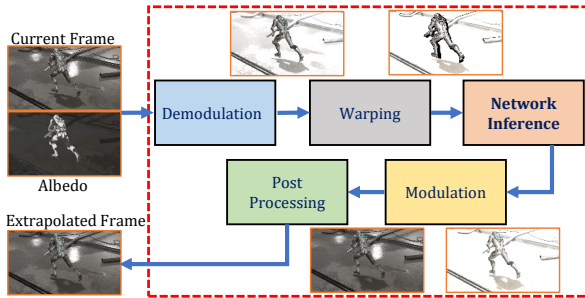 Current Frame
Demodulation
Warping
Network
Inference
Albedo
Post
Processing
Modulation
Extrapolated Frame